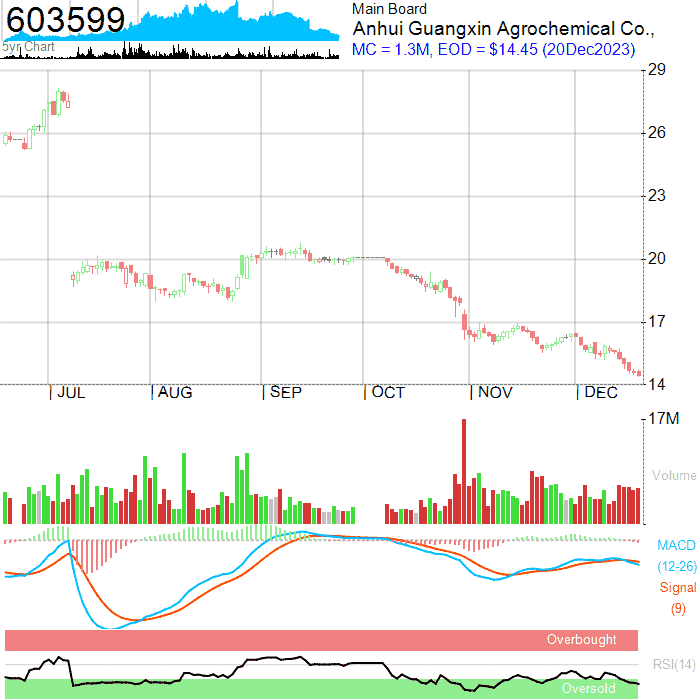 603599
5yr Chart
Main Board
Anhui Guangxin Agrochemical Co.,
MC = 1.3M, EOD = $14.45 (20Dec2023)
29
26
23
20
17
14
| JUL | AUG | SEP | OCT | NOV | DEC
17M
Volume
MACD
(12-26)
Signal
(9)
Overbought
RSI(14)
Oversold